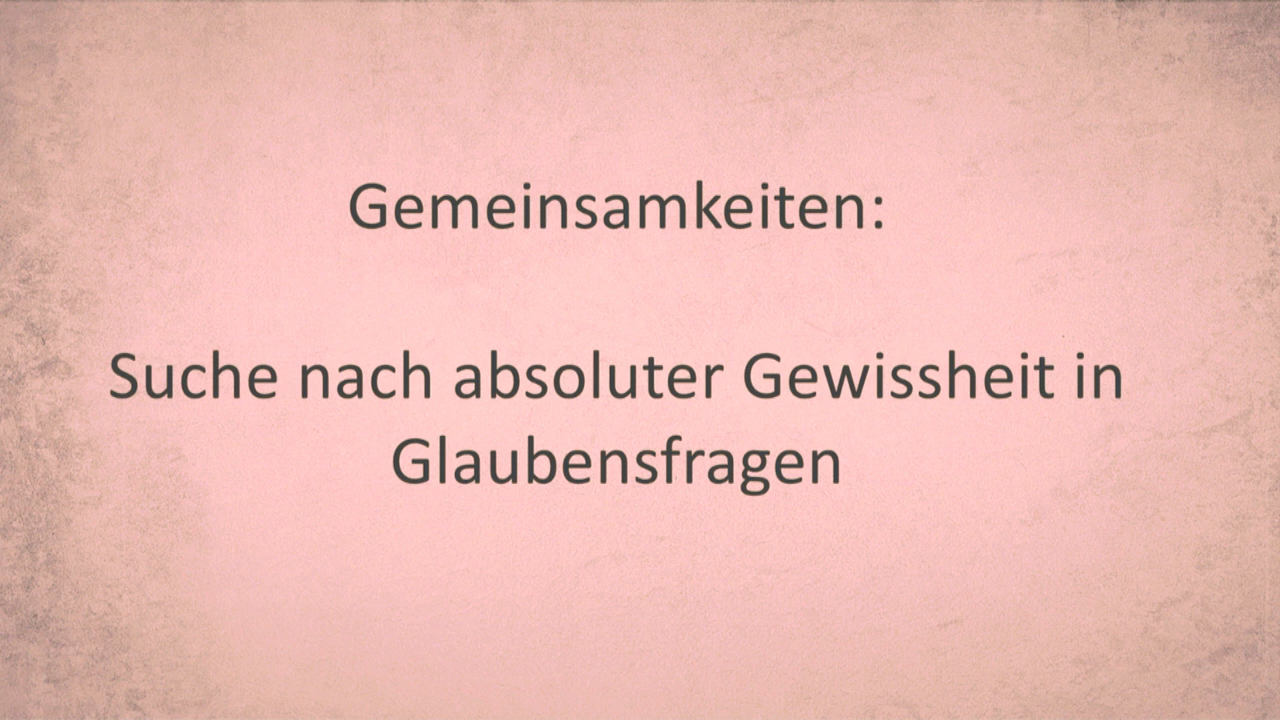 Gemeinsamkeiten:
Suche nach absoluter Gewissheit in
Glaubensfragen